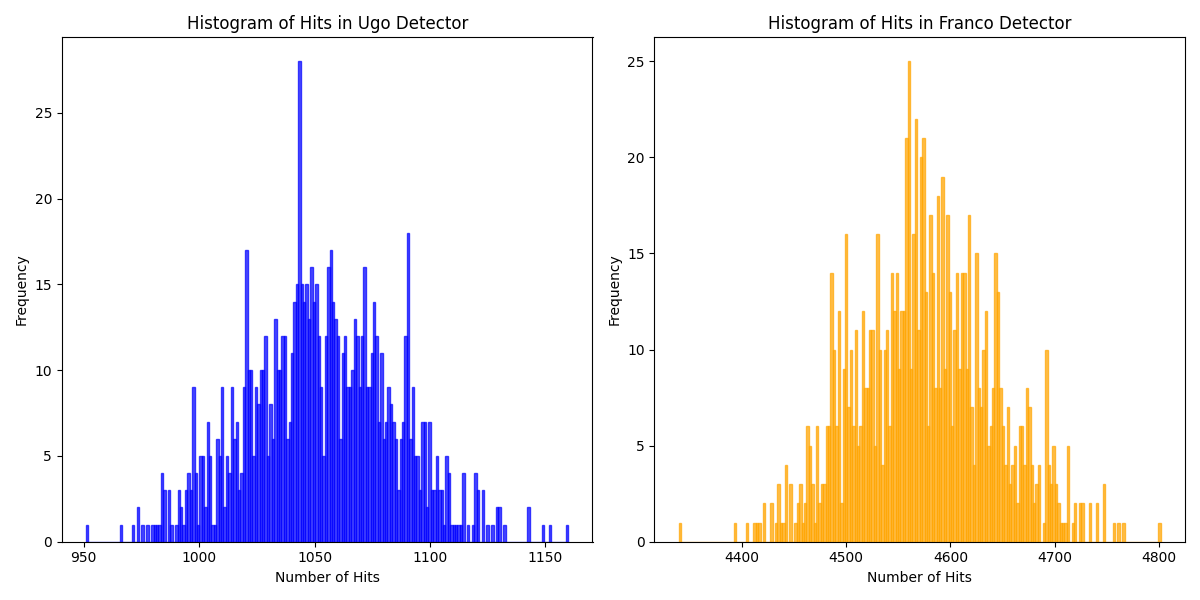 Histogram of Hits in Ugo Detector
Frequency
25
20
15
10
5
0
950 1000 1050 1100 1150
Number of Hits
Histogram of Hits in Franco Detector
Frequency
25
20
15
10
5
0
4400 4500 4600 4700 4800
Number of Hits